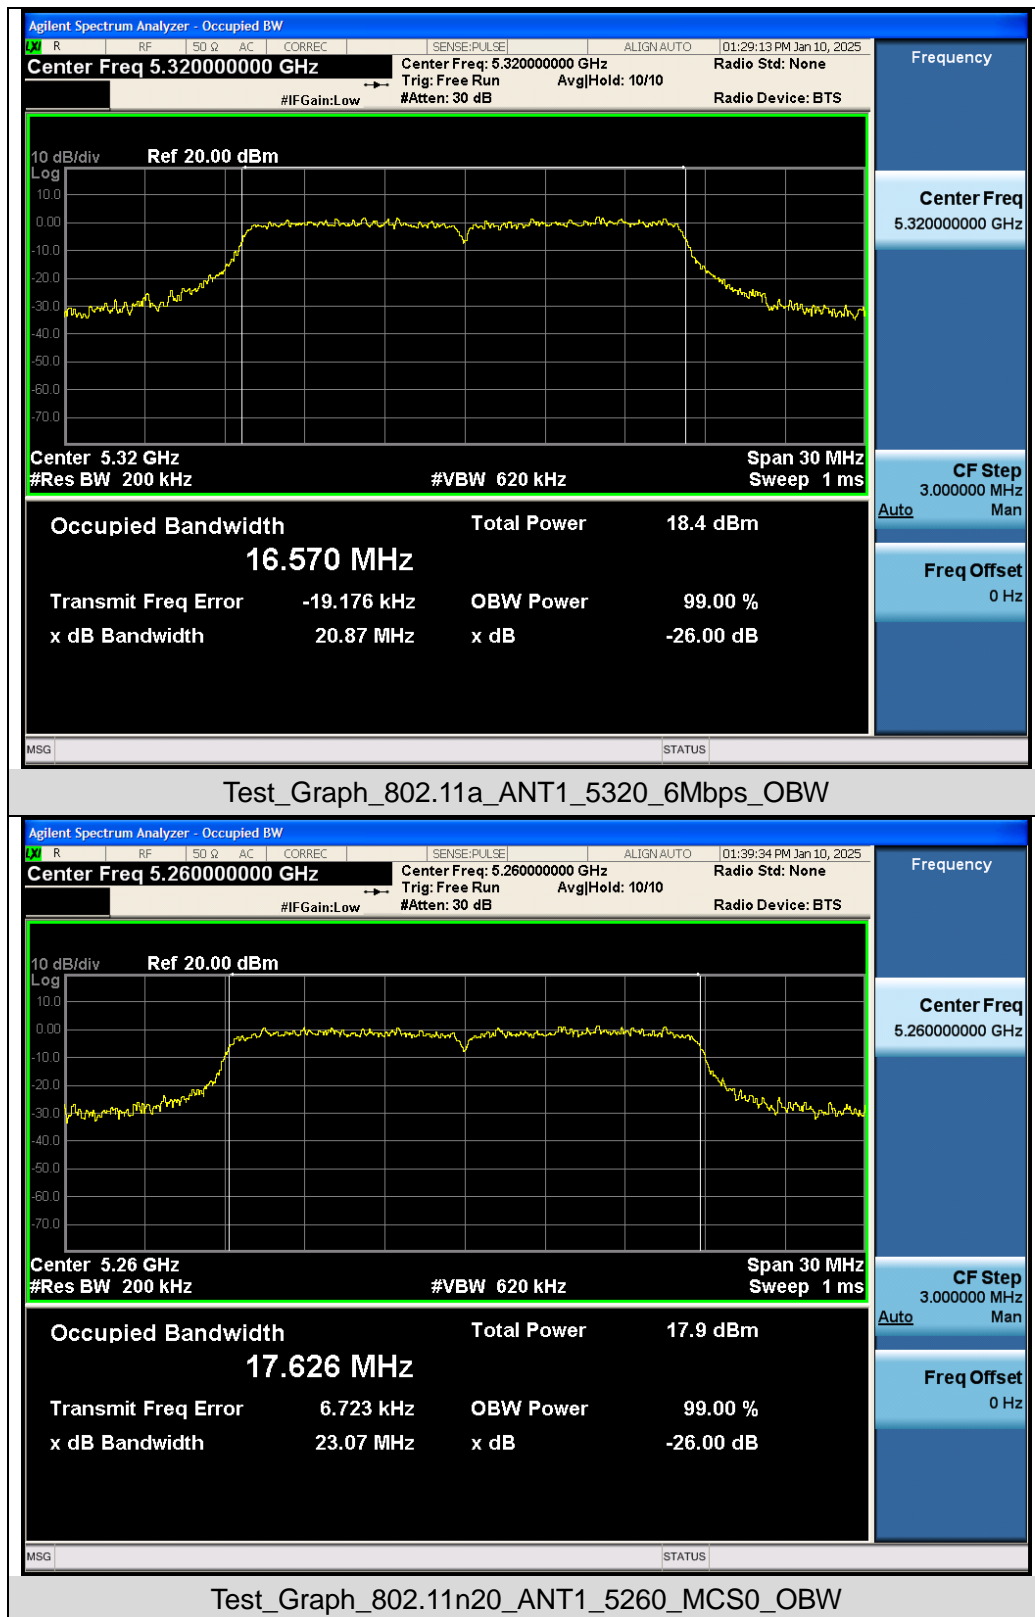 Agilent Spectrum Analyzer - Occupied BW
LXI R RF 50 Ω AC CORREC SENSE:PULSE ALIGN AUTO 01:29:13 PM Jan 10, 2025
Center Freq 5.320000000 GHz
#IFGain:Low
Center Freq: 5.320000000 GHz
Trig: Free Run Avg|Hold: 10/10
#Atten: 30 dB
Radio Std: None
Radio Device: BTS
10 dB/div Ref 20.00 dBm
Log
10.0
0.00
-10.0
-20.0
-30.0
-40.0
-50.0
-60.0
-70.0
Center 5.32 GHz Span 30 MHz
#Res BW 200 kHz #VBW 620 kHz Sweep 1 ms
Occupied Bandwidth Total Power 18.4 dBm
16.570 MHz
Transmit Freq Error -19.176 kHz OBW Power 99.00 %
x dB Bandwidth 20.87 MHz x dB -26.00 dB
MSG STATUS
Frequency
Center Freq
5.320000000 GHz
CF Step
3.000000 MHz
Auto Man
Freq Offset
0 Hz
Test_Graph_802.11a_ANT1_5320_6Mbps_OBW
Agilent Spectrum Analyzer - Occupied BW
LXI R RF 50 Ω AC CORREC SENSE:PULSE ALIGN AUTO 01:39:34 PM Jan 10, 2025
Center Freq 5.260000000 GHz
#IFGain:Low
Center Freq: 5.260000000 GHz
Trig: Free Run Avg|Hold: 10/10
#Atten: 30 dB
Radio Std: None
Radio Device: BTS
10 dB/div Ref 20.00 dBm
Log
10.0
0.00
-10.0
-20.0
-30.0
-40.0
-50.0
-60.0
-70.0
Center 5.26 GHz Span 30 MHz
#Res BW 200 kHz #VBW 620 kHz Sweep 1 ms
Occupied Bandwidth Total Power 17.9 dBm
17.626 MHz
Transmit Freq Error 6.723 kHz OBW Power 99.00 %
x dB Bandwidth 23.07 MHz x dB -26.00 dB
MSG STATUS
Frequency
Center Freq
5.260000000 GHz
CF Step
3.000000 MHz
Auto Man
Freq Offset
0 Hz
Test_Graph_802.11n20_ANT1_5260_MCS0_OBW